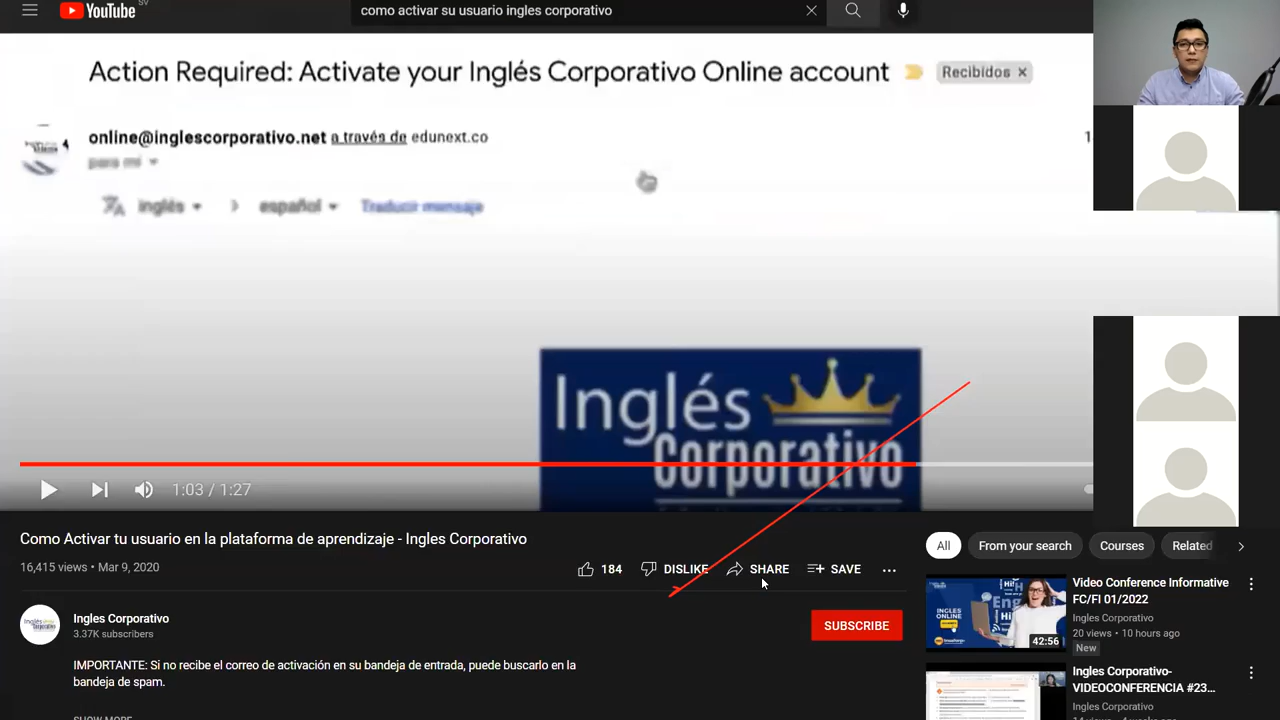 YouTube SV
como activar su usuario ingles corporativo
Action Required: Activate your Inglés Corporativo Online account
Recibidos ×
online@inglescorporativo.net a través de edunext.co
para mí
inglés > español Traducir mensaje
Inglés
Corporativo
1:03 / 1:27
Como Activar tu usuario en la plataforma de aprendizaje - Ingles Corporativo
16,415 views • Mar 9, 2020
184 DISLIKE SHARE SAVE ...
Ingles Corporativo
3.37K subscribers
SUBSCRIBE
IMPORTANTE: Si no recibe el correo de activación en su bandeja de entrada, puede buscarlo en la
bandeja de spam.
All From your search Courses Related
42:56
Video Conference Informative
FC/FI 01/2022
Ingles Corporativo
20 views • 10 hours ago
New
Ingles Corporativo-
VIDEOCONFERENCIA #23...
Ingles Corporativo